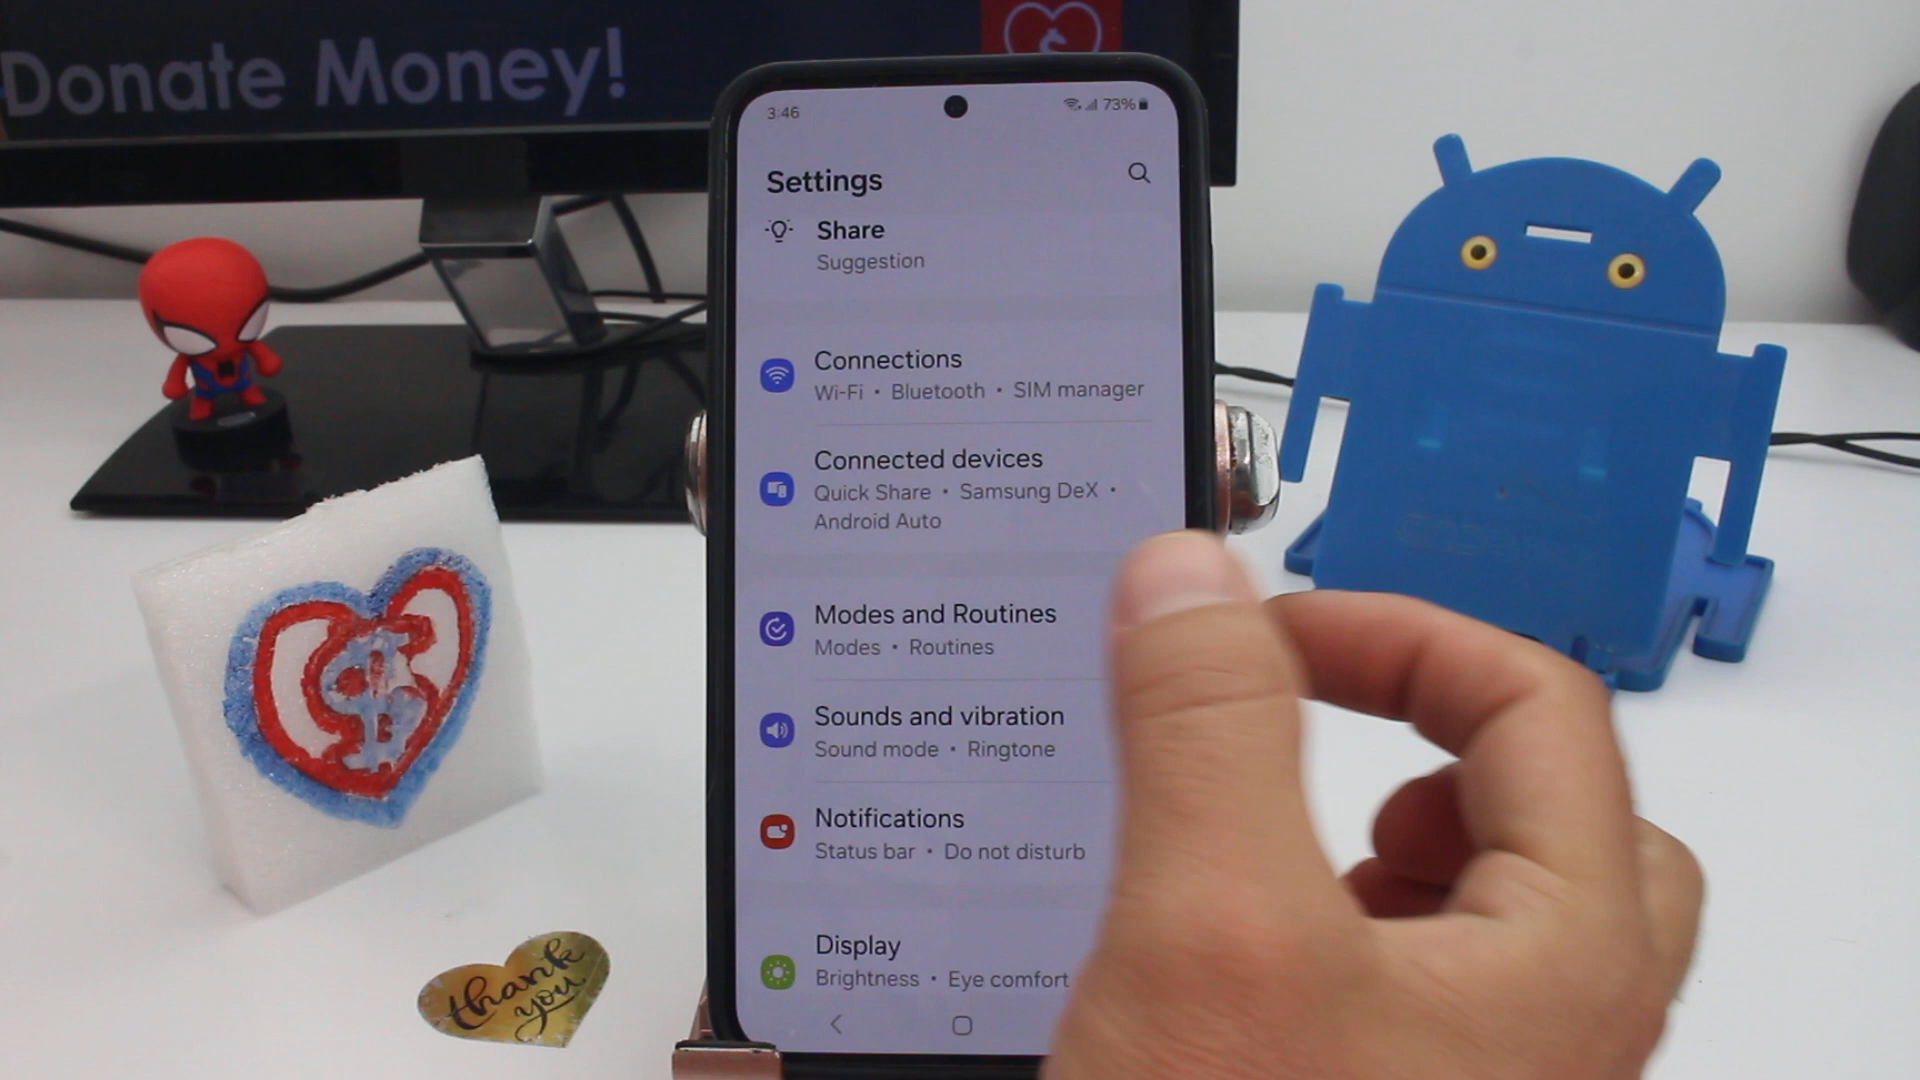 Donate Money!
3:46
73%
Settings
Share
Suggestion
Connections
Wi-Fi • Bluetooth • SIM manager
Connected devices
Quick Share • Samsung DeX •
Android Auto
Modes and Routines
Modes • Routines
Sounds and vibration
Sound mode • Ringtone
Notifications
Status bar • Do not disturb
Display
Brightness • Eye comfort
thank
you